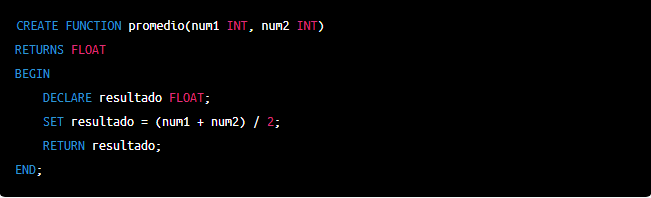 CREATE FUNCTION promedio(num1 INT, num2 INT)
RETURNS FLOAT
BEGIN
    DECLARE resultado FLOAT;
    SET resultado = (num1 + num2) / 2;
    RETURN resultado;
END;